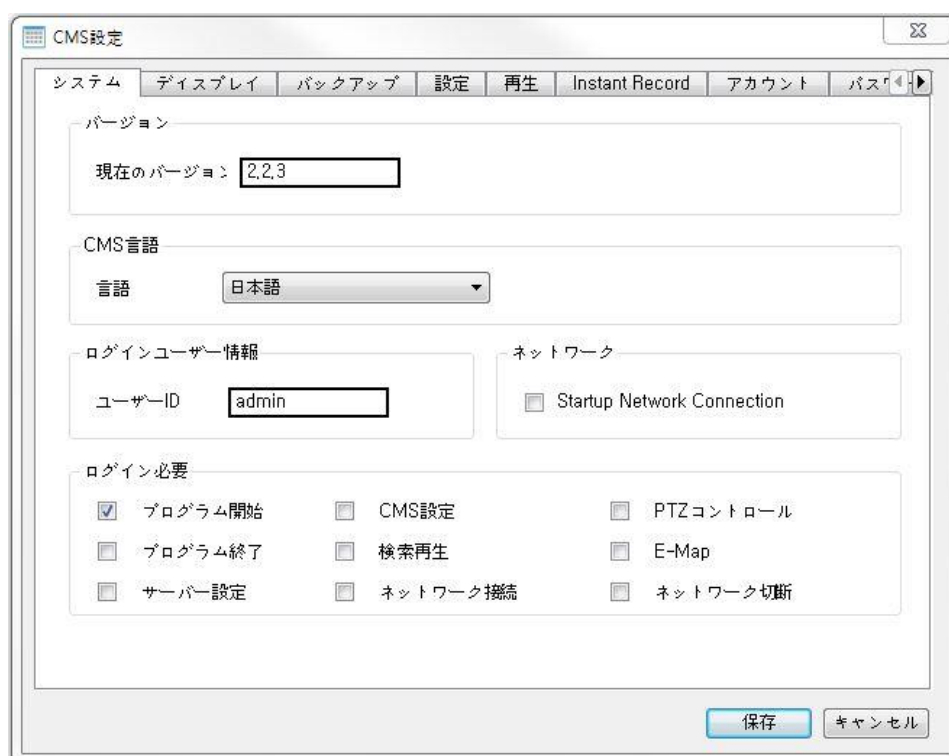 CMS設定
システム ディスプレイ バックアップ 設定 再生 Instant Record アカウント
バージョン
現在のバージョン 2,2,3
CMS言語
言語 日本語
ログインユーザー情報 ネットワーク
ユーザーID admin Startup Network Connection
ログイン必要
プログラム開始 CMS設定 PTZコントロール
プログラム終了 検索再生 E-Map
サーバー設定 ネットワーク接続 ネットワーク切断
保存 キャンセル